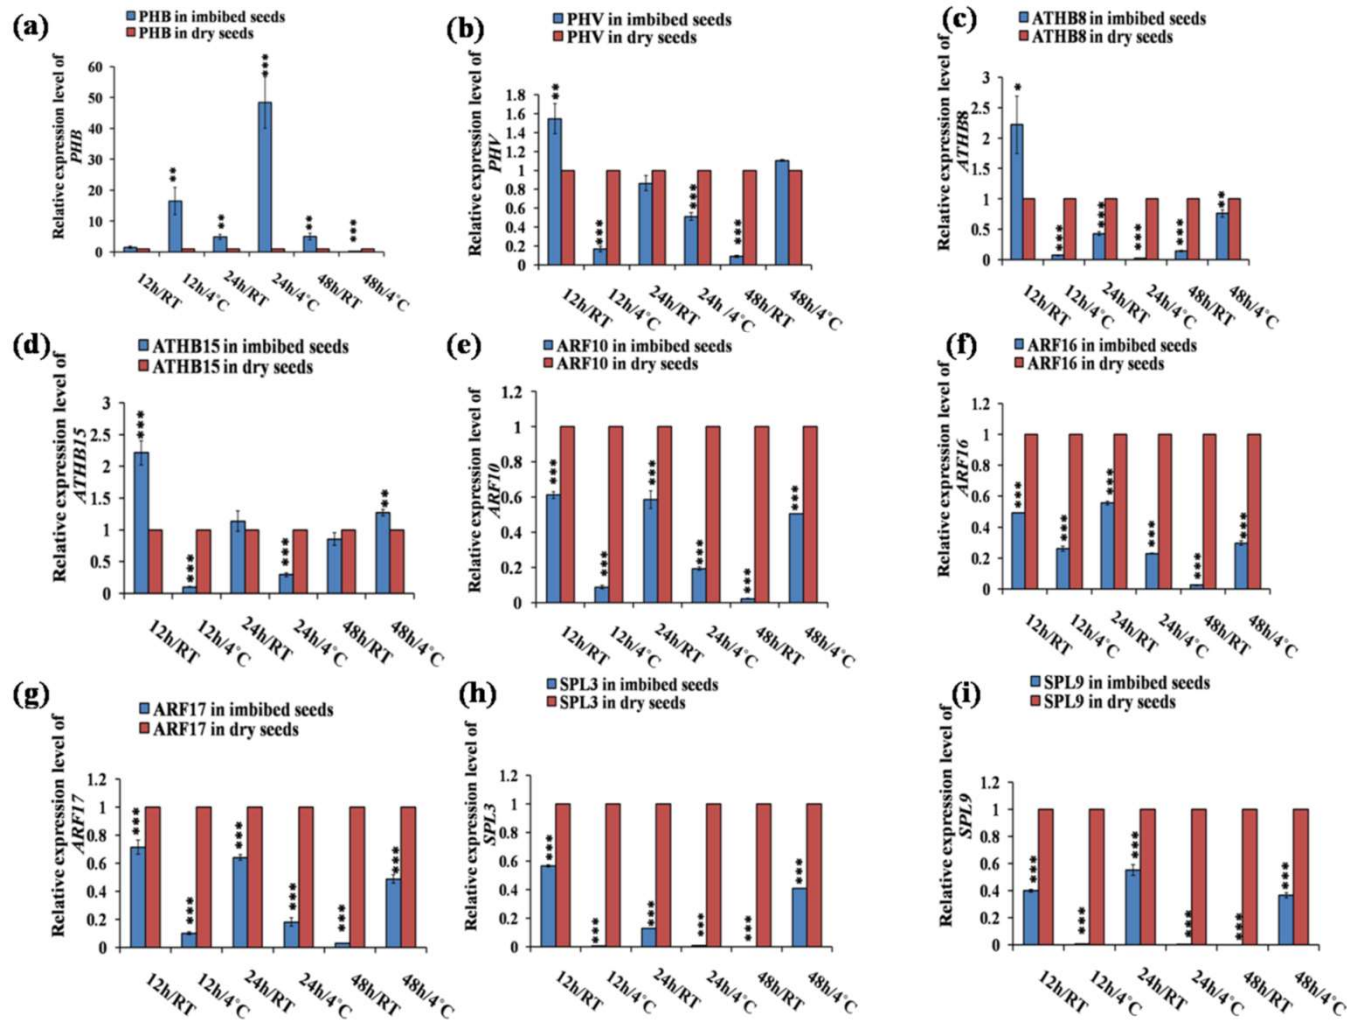 (a)
PHB in imbibed seeds
PHB in dry seeds
Relative expression level of
PHB
60
50
40
30
20
10
0
**
**
***
**
***
12h/RT
12h/4°C
24h/RT
24h/4°C
48h/RT
48h/4°C
(b)
PHV in imbibed seeds
PHV in dry seeds
Relative expression level of
PHV
1.8
1.6
1.4
1.2
1
0.8
0.6
0.4
0.2
0
**
***
***
***
12h/RT
12h/4°C
24h/RT
24h /4°C
48h/RT
48h/4°C
(c)
ATHB8 in imbibed seeds
ATHB8 in dry seeds
Relative expression level of
ATHB8
3
2.5
2
1.5
1
0.5
0
*
***
***
***
***
**
12h/RT
12h/4°C
24h/RT
24h/4°C
48h/RT
48h/4°C
(d)
ATHB15 in imbibed seeds
ATHB15 in dry seeds
Relative expression level of
ATHB15
3
2.5
2
1.5
1
0.5
0
***
***
***
**
12h/RT
12h/4°C
24h/RT
24h/4°C
48h/RT
48h/4°C
(e)
ARF10 in imbibed seeds
ARF10 in dry seeds
Relative expression level of
ARF10
1.2
1
0.8
0.6
0.4
0.2
0
***
***
***
***
***
***
12h/RT
12h/4°C
24h/RT
24h/4°C
48h/RT
48h/4°C
(f)
ARF16 in imbibed seeds
ARF16 in dry seeds
Relative expression level of
ARF16
1.2
1
0.8
0.6
0.4
0.2
0
***
***
***
***
***
***
12h/RT
12h/4°C
24h/RT
24h/4°C
48h/RT
48h/4°C
(g)
ARF17 in imbibed seeds
ARF17 in dry seeds
Relative expression level of
ARF17
1.2
1
0.8
0.6
0.4
0.2
0
***
***
***
***
***
***
12h/RT
12h/4°C
24h/RT
24h/4°C
48h/RT
48h/4°C
(h)
SPL3 in imbibed seeds
SPL3 in dry seeds
Relative expression level of
SPL3
1.2
1
0.8
0.6
0.4
0.2
0
***
***
***
***
***
***
12h/RT
12h/4°C
24h/RT
24h/4°C
48h/RT
48h/4°C
(i)
SPL9 in imbibed seeds
SPL9 in dry seeds
Relative expression level of
SPL9
1.2
1
0.8
0.6
0.4
0.2
0
***
***
***
***
***
***
12h/RT
12h/4°C
24h/RT
24h/4°C
48h/RT
48h/4°C